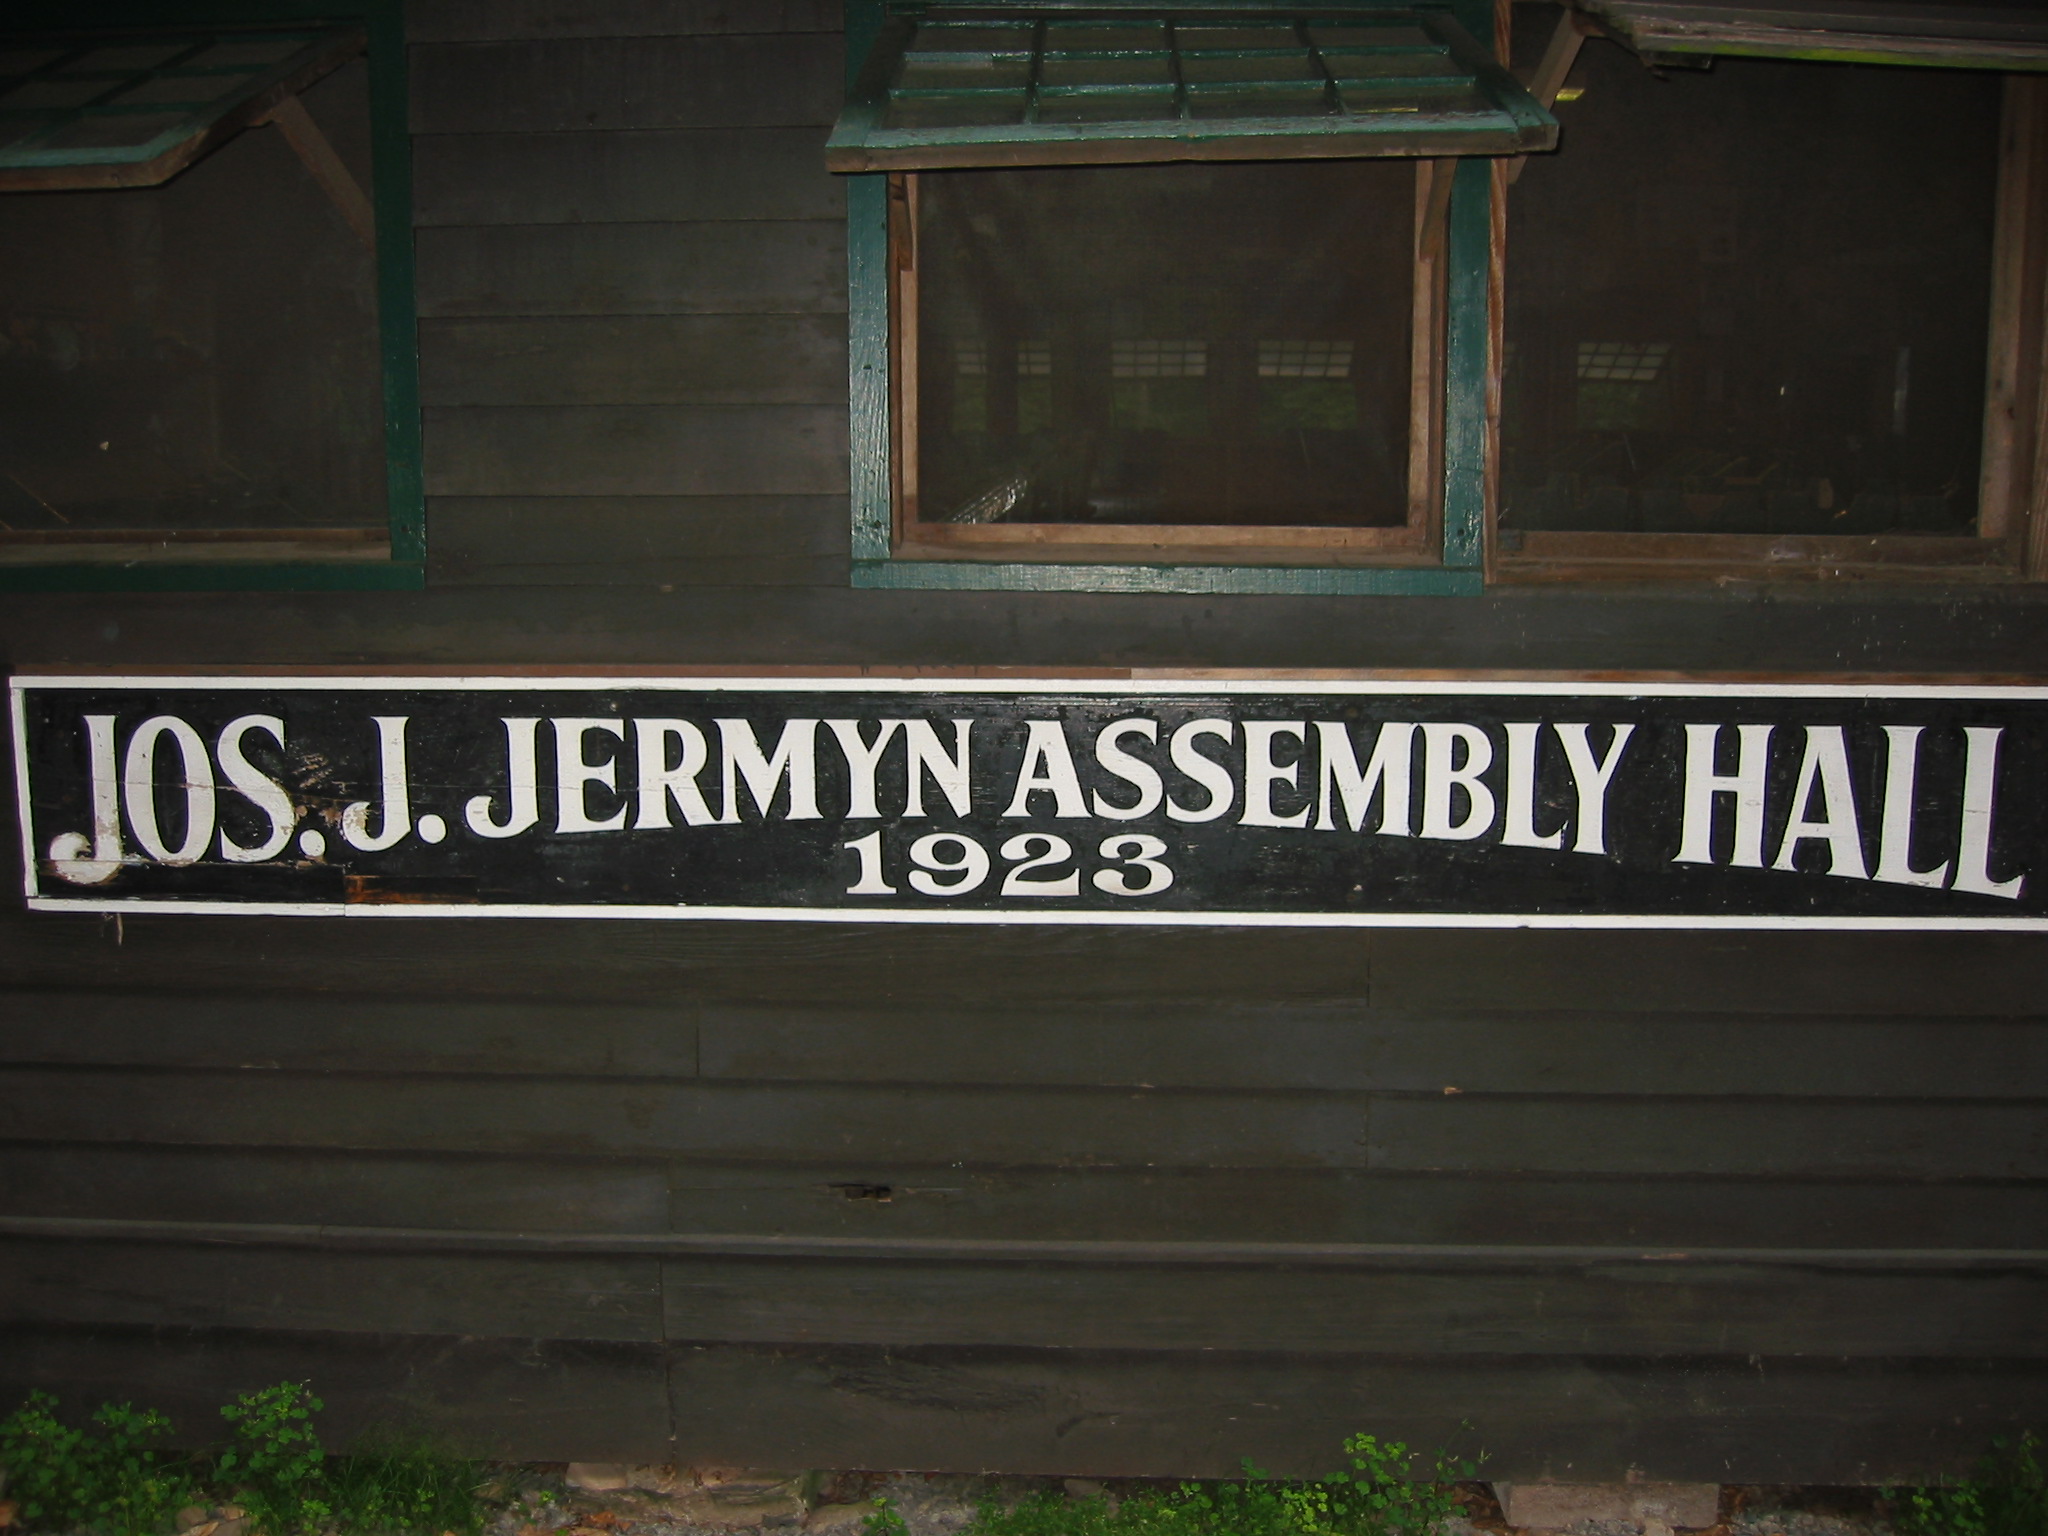 JOS. J. JERMYN ASSEMBLY HALL
1923